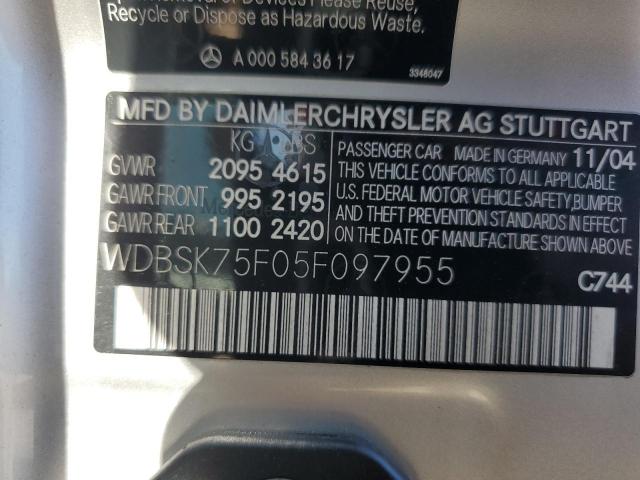 Recycle or Dispose as Hazardous Waste.
A 000 584 36 17
3346047
MFD BY DAIMLERCHRYSLER AG STUTTGART
KG LBS
GVWR 2095 4615
GAWR FRONT 995 2195
GAWR REAR 1100 2420
PASSENGER CAR MADE IN GERMANY 11/04
THIS VEHICLE CONFORMS TO ALL APPLICABLE
U.S. FEDERAL MOTOR VEHICLE SAFETY,BUMPER
AND THEFT PREVENTION STANDARDS IN EFFECT
ON THE DATE OF MANUFACTURE SHOWN ABOVE
WDBSK75F05F097955
C744